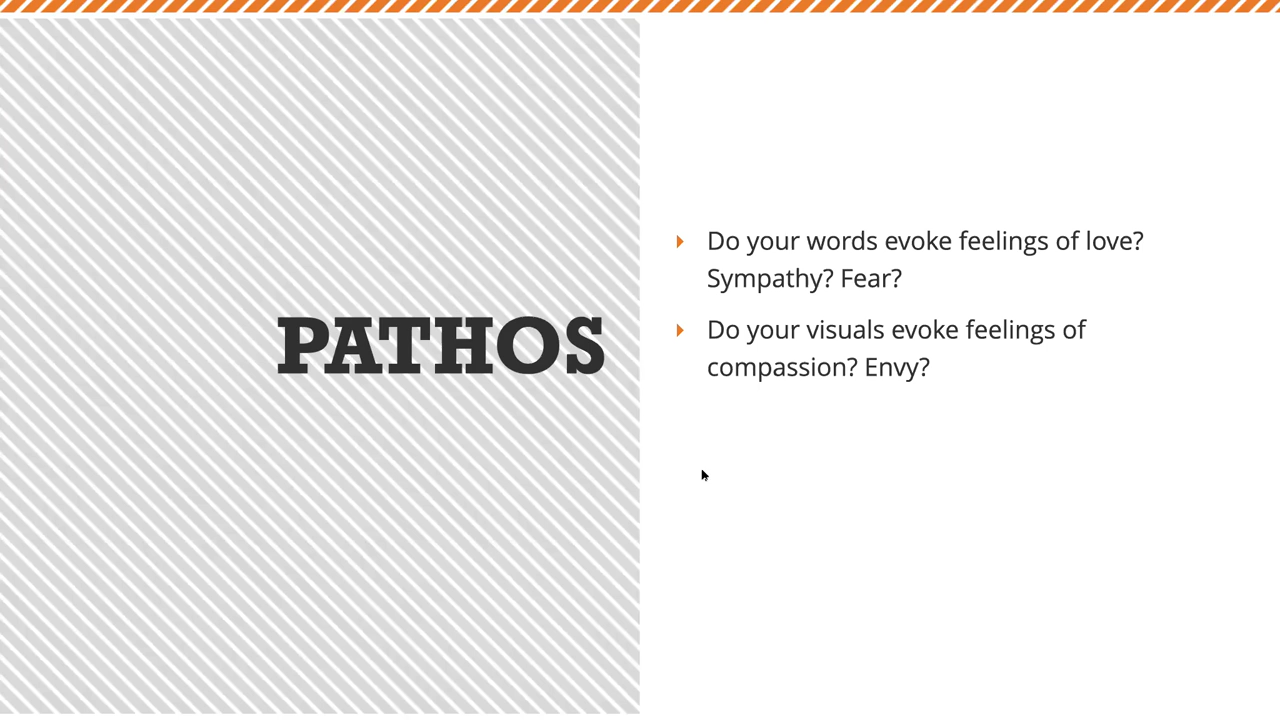 PATHOS
Do your words evoke feelings of love?
Sympathy? Fear?
Do your visuals evoke feelings of
compassion? Envy?